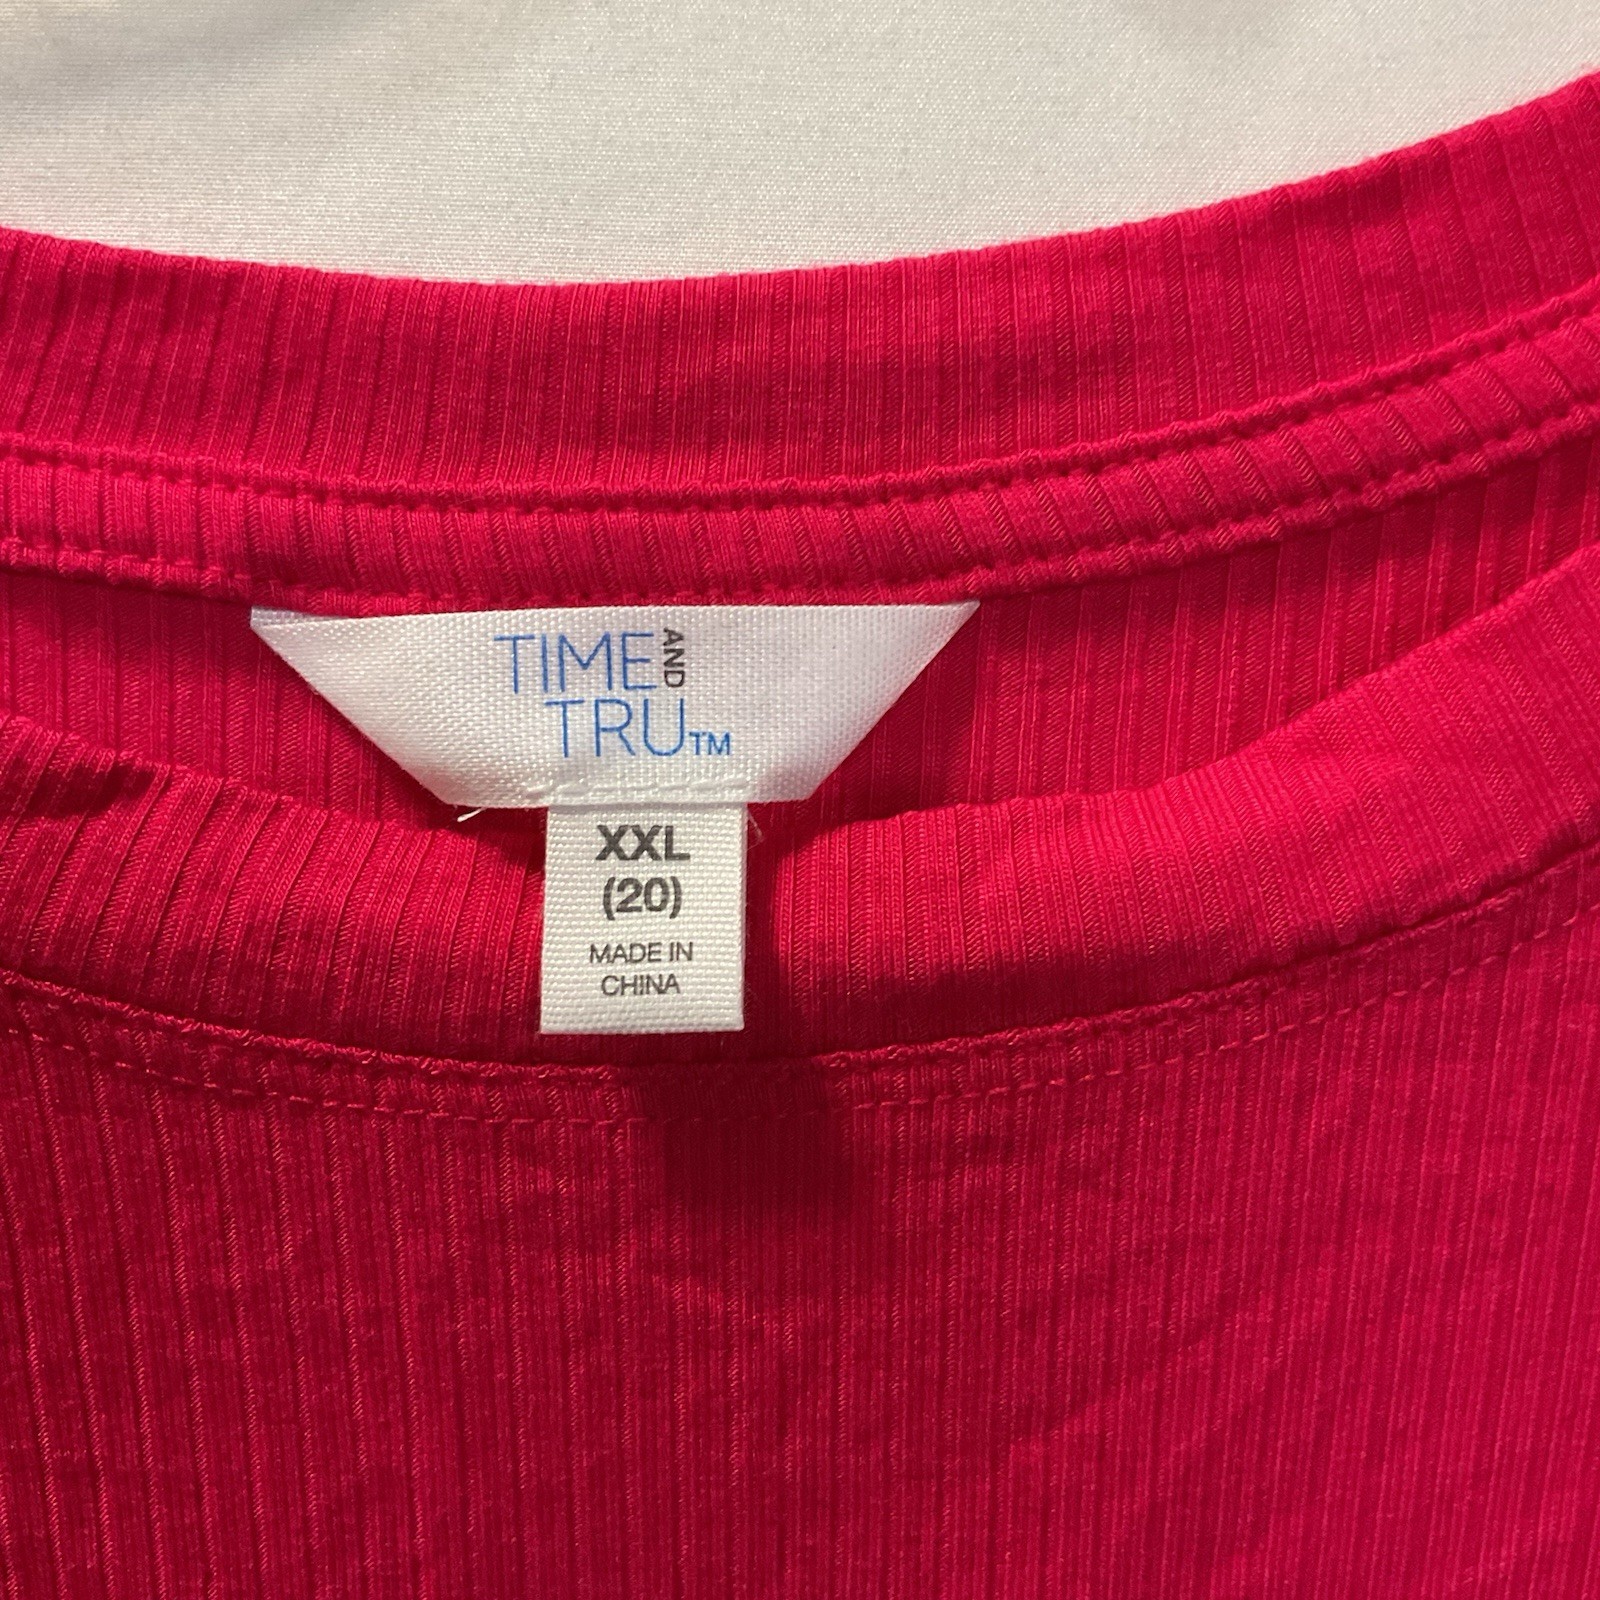 TIME AND
TRU™
XXL
(20)
MADE IN
CHINA